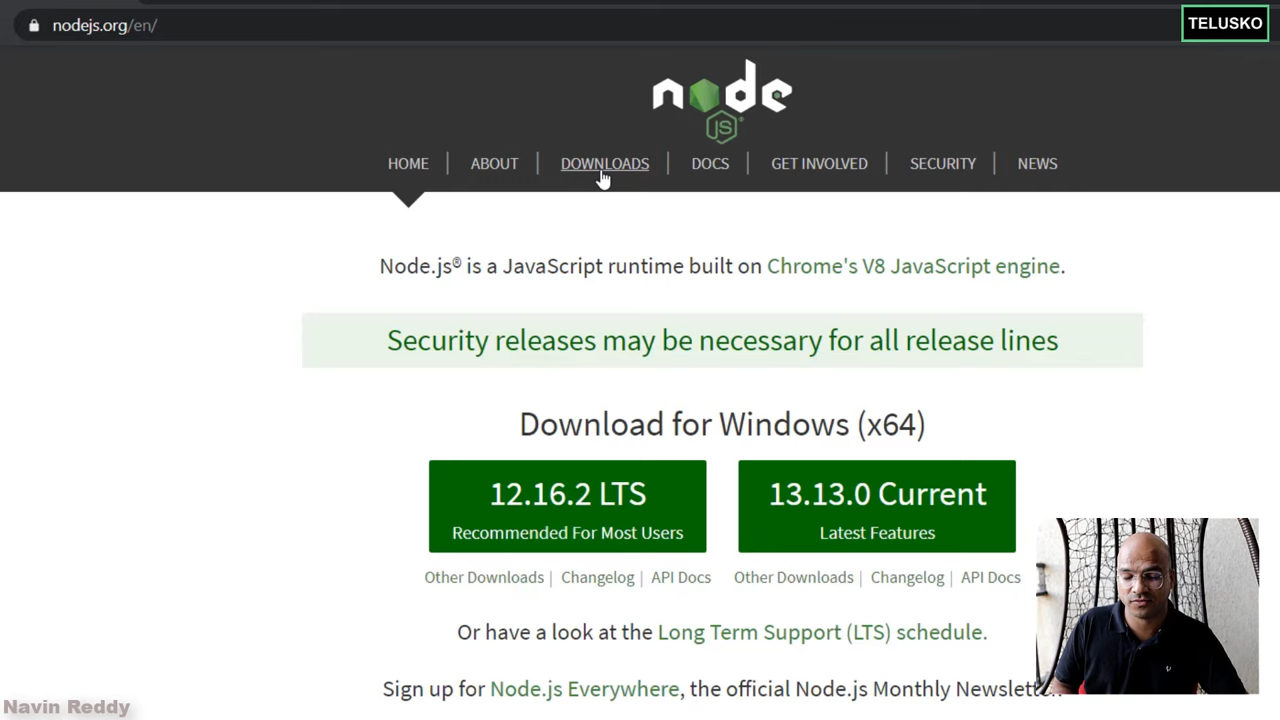 nodejs.org/en/
TELUSKO
node
JS
HOME
ABOUT
DOWNLOADS
DOCS
GET INVOLVED
SECURITY
NEWS
Node.js® is a JavaScript runtime built on Chrome's V8 JavaScript engine.
Security releases may be necessary for all release lines
Download for Windows (x64)
12.16.2 LTS
Recommended For Most Users
13.13.0 Current
Latest Features
Other Downloads | Changelog | API Docs
Other Downloads | Changelog | API Docs
Or have a look at the Long Term Support (LTS) schedule.
Sign up for Node.js Everywhere, the official Node.js Monthly
Navin Reddy